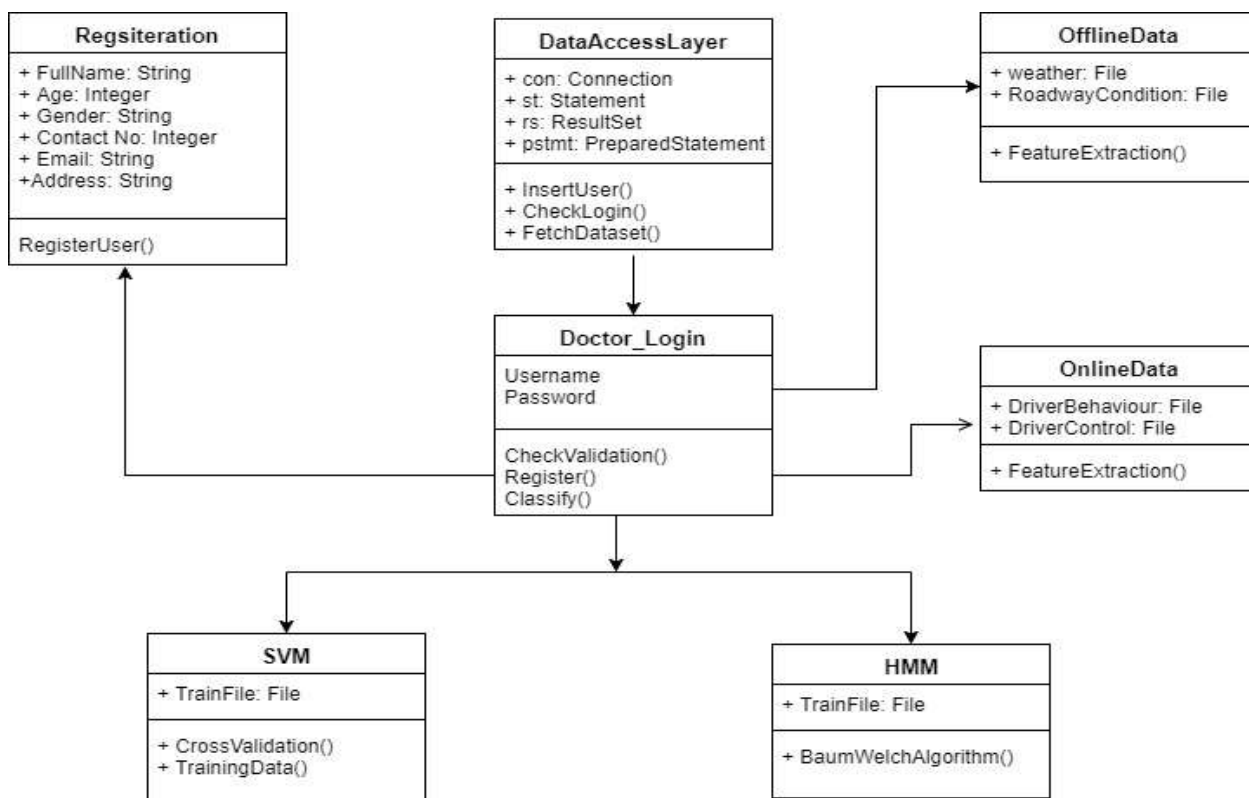 Regsiteration
+ FullName: String
+ Age: Integer
+ Gender: String
+ Contact No: Integer
+ Email: String
+Address: String
RegisterUser()
DataAccessLayer
+ con: Connection
+ st: Statement
+ rs: ResultSet
+ pstmt: PreparedStatement
+ InsertUser()
+ CheckLogin()
+ FetchDataset()
OfflineData
+ weather: File
+ RoadwayCondition: File
+ FeatureExtraction()
Doctor_Login
Username
Password
CheckValidation()
Register()
Classify()
OnlineData
+ DriverBehaviour: File
+ DriverControl: File
+ FeatureExtraction()
SVM
+ TrainFile: File
+ CrossValidation()
+ TrainingData()
HMM
+ TrainFile: File
+ BaumWelchAlgorithm()